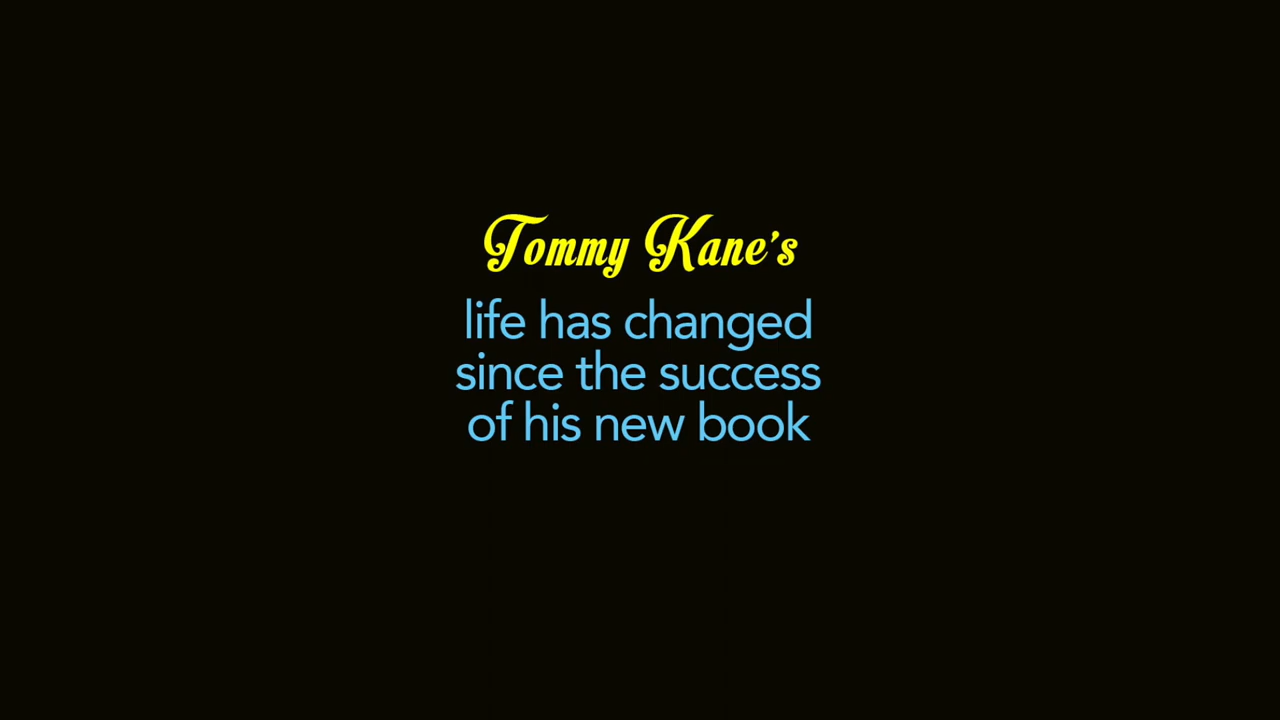 Tommy Kane's
life has changed
since the success
of his new book